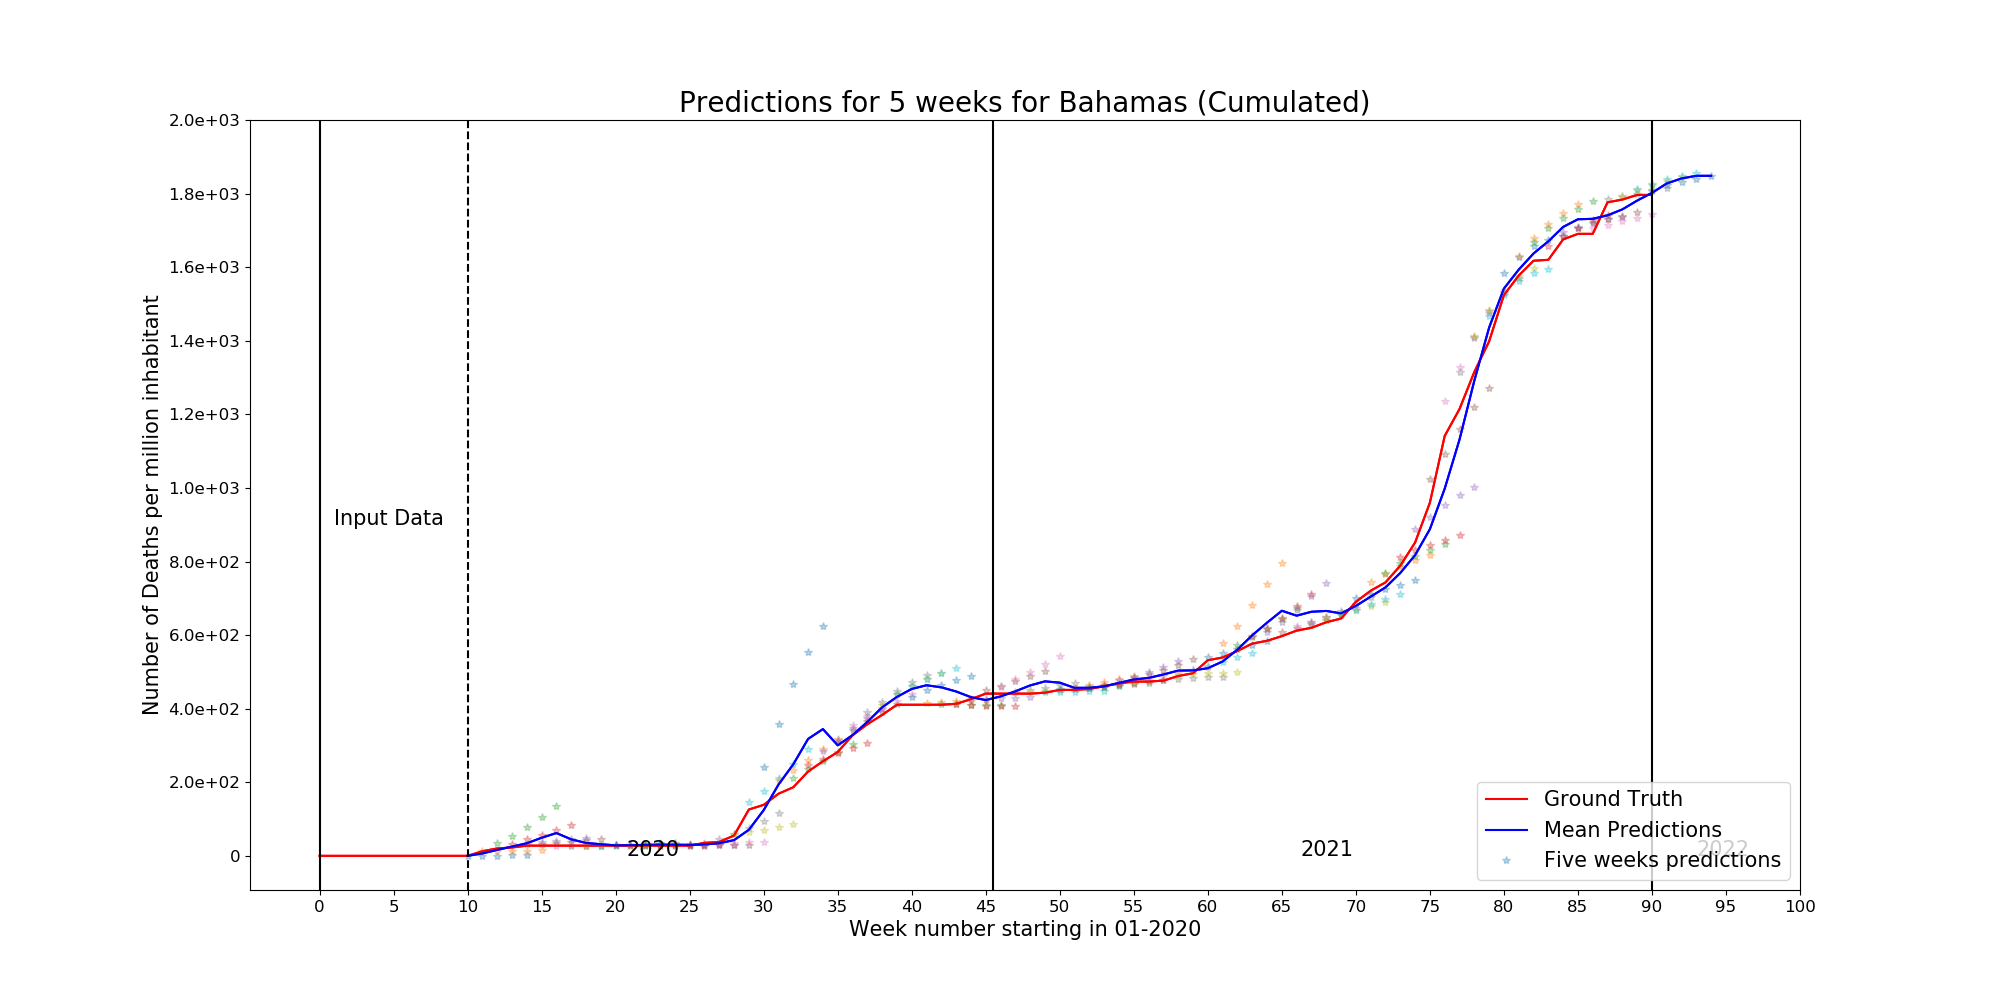 Predictions for 5 weeks for Bahamas (Cumulated)
Number of Deaths per million inhabitant
2.0e+03
1.8e+03
1.6e+03
1.4e+03
1.2e+03
1.0e+03
8.0e+02
6.0e+02
4.0e+02
2.0e+02
0
Input Data
2020
2021
2022
Ground Truth
Mean Predictions
Five weeks predictions
0 5 10 15 20 25 30 35 40 45 50 55 60 65 70 75 80 85 90 95 100
Week number starting in 01-2020